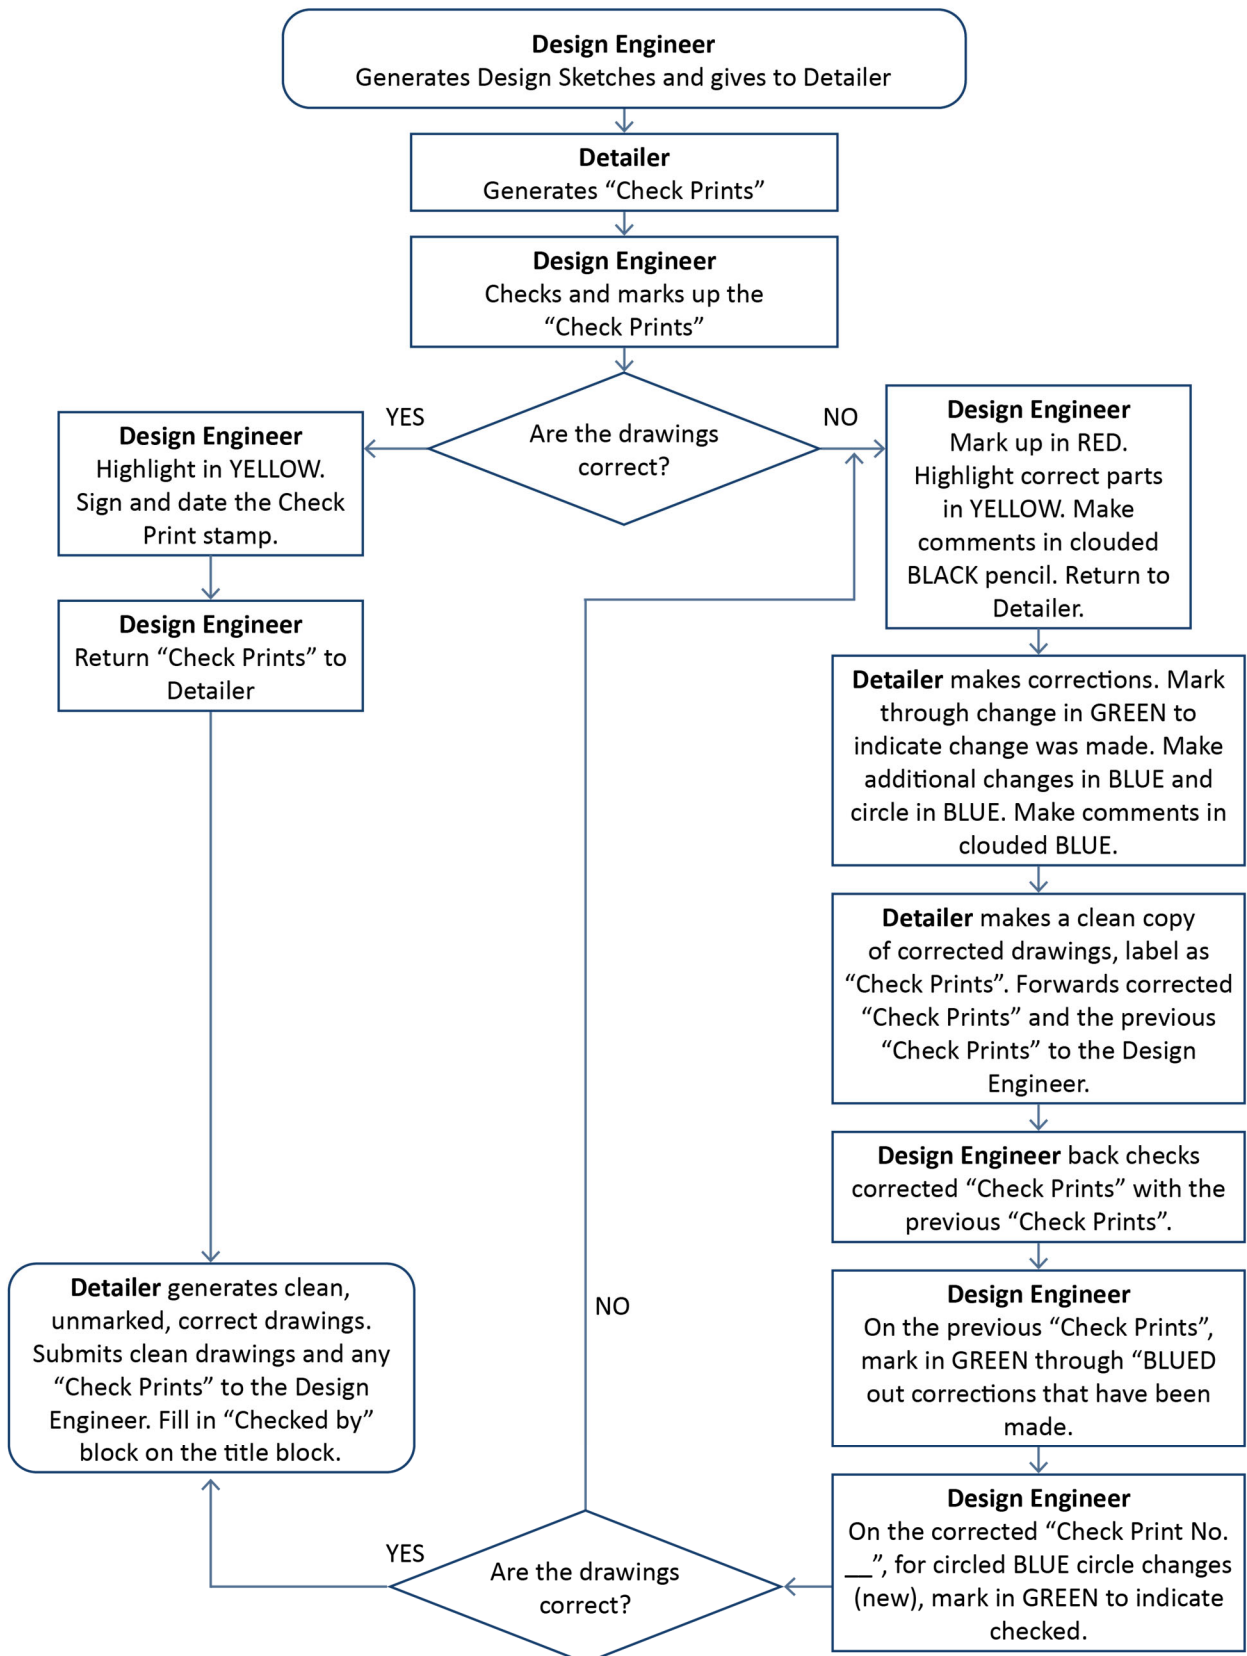 Design Engineer
Generates Design Sketches and gives to Detailer
Detailer
Generates “Check Prints”
Design Engineer
Checks and marks up the
“Check Prints”
Are the drawings
correct?
YES
NO
Design Engineer
Highlight in YELLOW.
Sign and date the Check
Print stamp.
Design Engineer
Return “Check Prints” to
Detailer
Design Engineer
Mark up in RED.
Highlight correct parts
in YELLOW. Make
comments in clouded
BLACK pencil. Return to
Detailer.
Detailer makes corrections. Mark
through change in GREEN to
indicate change was made. Make
additional changes in BLUE and
circle in BLUE. Make comments in
clouded BLUE.
Detailer makes a clean copy
of corrected drawings, label as
“Check Prints”. Forwards corrected
“Check Prints” and the previous
“Check Prints” to the Design
Engineer.
Design Engineer back checks
corrected “Check Prints” with the
previous “Check Prints”.
Design Engineer
On the previous “Check Prints”,
mark in GREEN through “BLUED
out corrections that have been
made.
Design Engineer
On the corrected “Check Print No.
__”, for circled BLUE circle changes
(new), mark in GREEN to indicate
checked.
Are the drawings
correct?
NO
YES
Detailer generates clean,
unmarked, correct drawings.
Submits clean drawings and any
“Check Prints” to the Design
Engineer. Fill in “Checked by”
block on the title block.